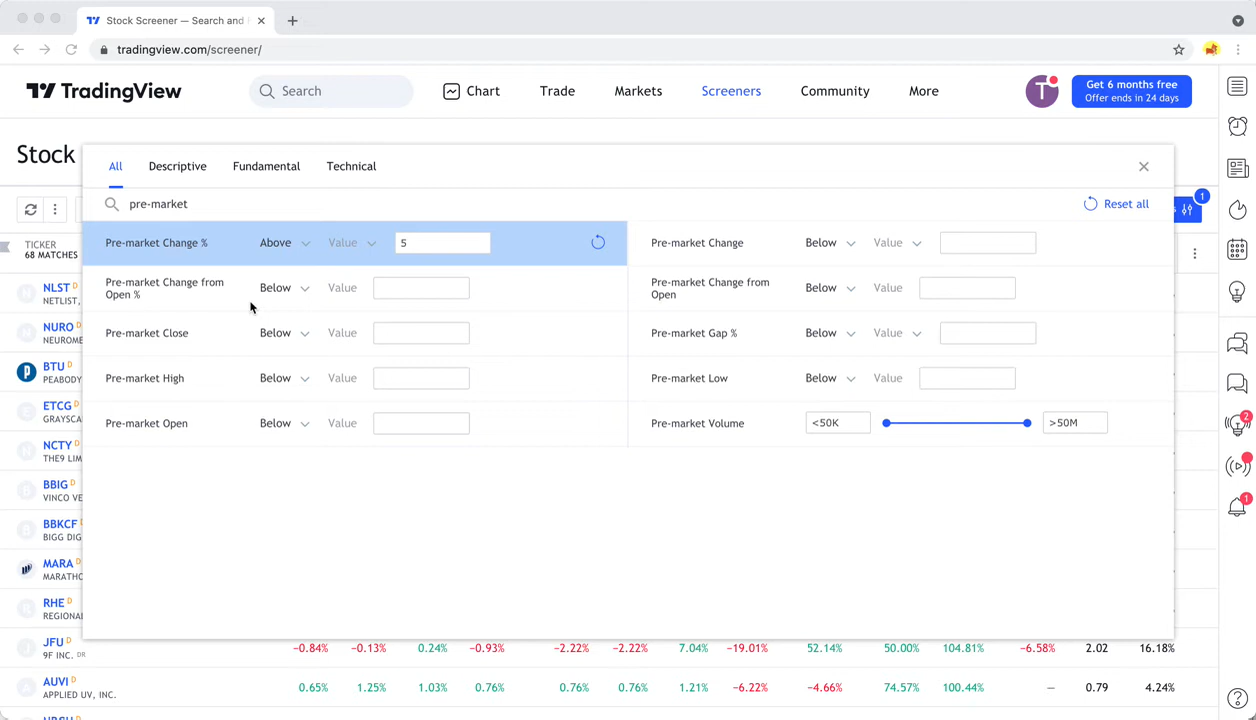 Stock Screener — Search and
tradingview.com/screener/
TradingView
Search
Chart
Trade
Markets
Screeners
Community
More
T
Get 6 months free
Offer ends in 24 days
Stock
All
Descriptive
Fundamental
Technical
pre-market
Reset all
1
TICKER
68 MATCHES
Pre-market Change % Above Value 5
Pre-market Change Below Value
Pre-market Change from
Open % Below Value
Pre-market Change from
Open Below Value
Pre-market Close Below Value
Pre-market Gap % Below Value
Pre-market High Below Value
Pre-market Low Below Value
Pre-market Open Below Value
Pre-market Volume <50K >50M
N NLST D
NETLIST,
N NURO D
NEUROME
BTU D
PEABODY
E ETCG D
GRAYSCA
N NCTY D
THE9 LIM
B BBIG D
VINCO VE
B BBKCF D
BIGG DIG
MARA D
MARATHO
R RHE D
REGIONAL
J JFU D −0.84% −0.13% 0.24% −0.93% −2.22% −2.22% 7.04% −19.01% 52.14% 50.00% 104.81% −6.58% 2.02 16.18%
9F INC. DR
A AUVI D 0.65% 1.25% 1.03% 0.76% 0.76% 0.76% 1.21% −6.22% −4.66% 74.57% 100.44% — 0.79 4.24%
APPLIED UV, INC.
2
1